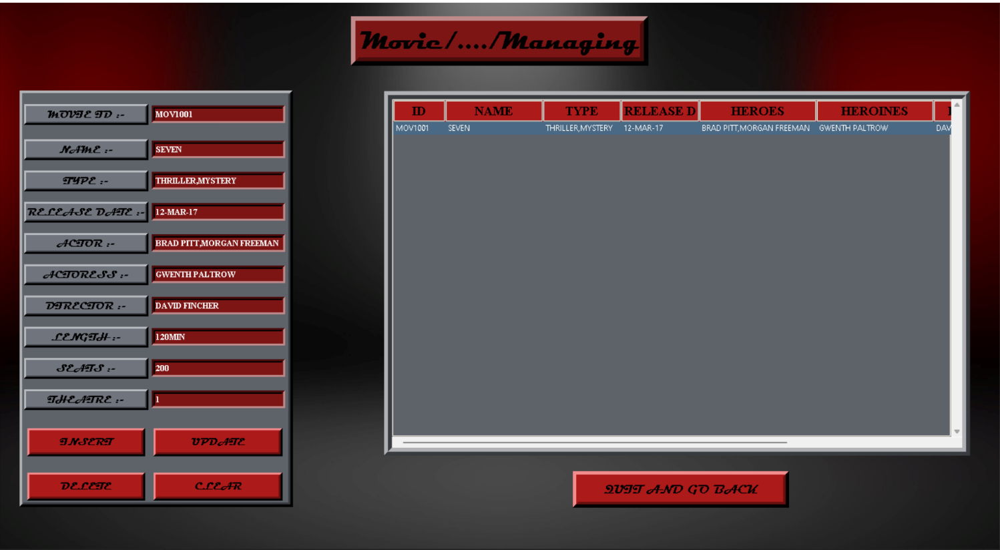 Movie/..../Managing
MOVIE ID :- MOV1001
NAME :- SEVEN
TYPE :- THRILLER,MYSTERY
RELEASE DATE :- 12-MAR-17
ACTOR :- BRAD PITT,MORGAN FREEMAN
ACTORESS :- GWENTH PALTROW
DIRECTOR :- DAVID FINCHER
LENGTH :- 120MIN
SEATS :- 200
THEATRE :- 1
INSERT UPDATE
DELETE CLEAR
ID NAME TYPE RELEASE D HEROES HEROINES
MOV1001 SEVEN THRILLER,MYSTERY 12-MAR-17 BRAD PITT,MORGAN FREEMAN GWENTH PALTROW DAV
QUIT AND GO BACK